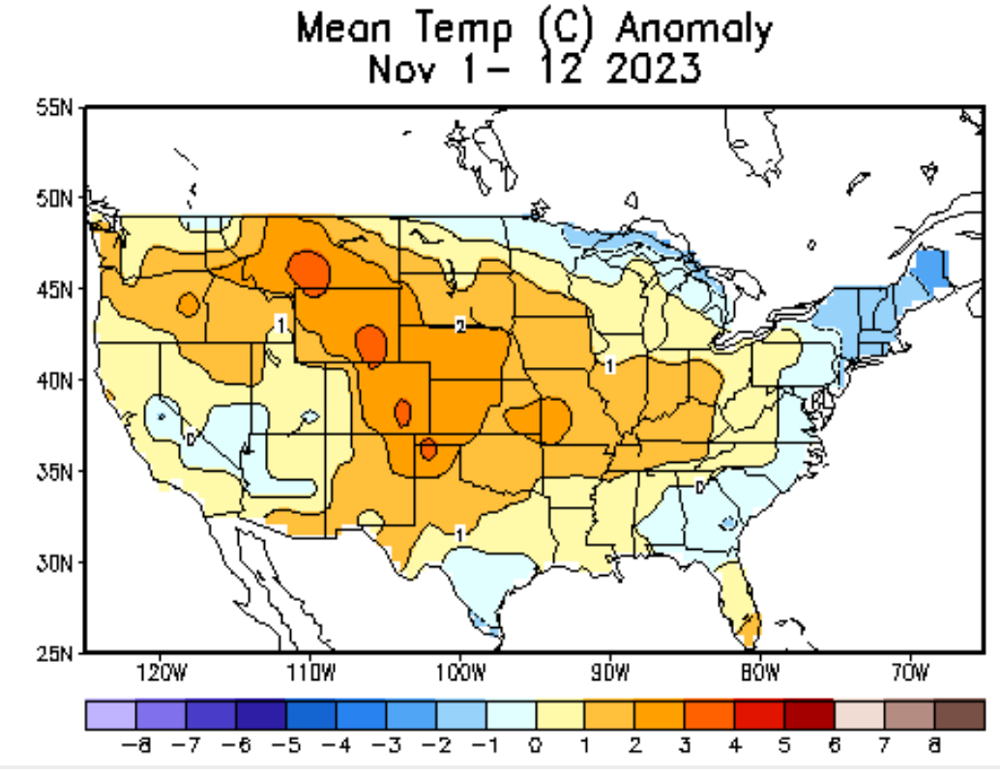 Mean Temp (C) Anomaly
Nov 1- 12 2023
55N
50N
45N
40N
35N
30N
25N
1
2
1
0
0
1
120W 110W 100W 90W 80W 70W
-8 -7 -6 -5 -4 -3 -2 -1 0 1 2 3 4 5 6 7 8